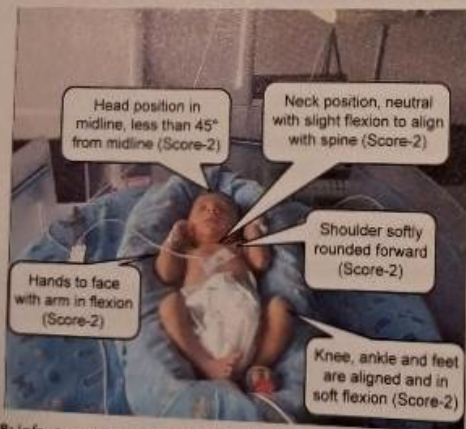 Head position in
midline, less than 45°
from midline (Score-2)
Neck position, neutral
with slight flexion to align
with spine (Score-2)
Shoulder softly
rounded forward
(Score-2)
Hands to face
with arm in flexion
(Score-2)
Knee, ankle and feet
are aligned and in
soft flexion (Score-2)